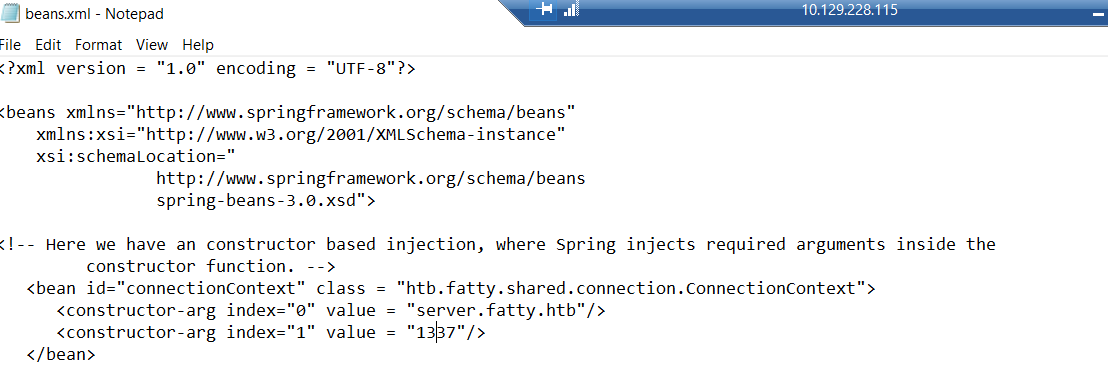 beans.xml - Notepad
10.129.228.115
File Edit Format View Help
<?xml version = "1.0" encoding = "UTF-8"?>
<beans xmlns="http://www.springframework.org/schema/beans"
xmlns:xsi="http://www.w3.org/2001/XMLSchema-instance"
xsi:schemaLocation="
http://www.springframework.org/schema/beans
spring-beans-3.0.xsd">
<!-- Here we have an constructor based injection, where Spring injects required arguments inside the
constructor function. -->
<bean id="connectionContext" class = "htb.fatty.shared.connection.ConnectionContext">
<constructor-arg index="0" value = "server.fatty.htb"/>
<constructor-arg index="1" value = "1337"/>
</bean>